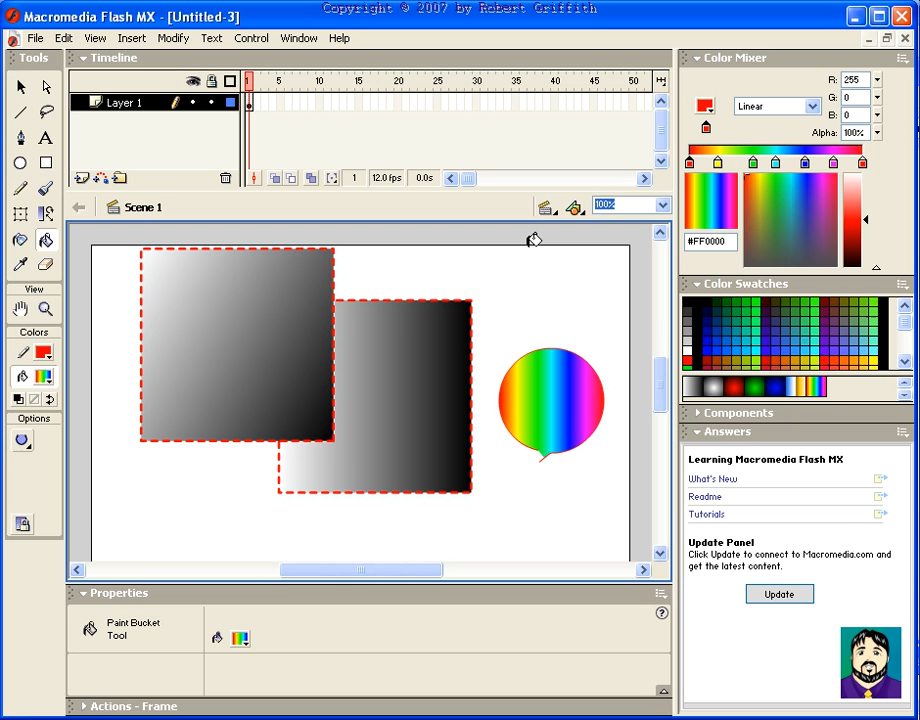 Macromedia Flash MX - [Untitled-3]
Copyright © 2007 by Robert Griffith
File Edit View Insert Modify Text Control Window Help
Tools
Timeline
1 5 10 15 20 25 30 35 40 45 50
Layer 1
1 12.0 fps 0.0s
Scene 1
100%
View
Colors
Options
Color Mixer
R: 255
Linear
G: 0
B: 0
Alpha: 100%
#FF0000
Color Swatches
Components
Answers
Learning Macromedia Flash MX
What's New
Readme
Tutorials
Update Panel
Click Update to connect to Macromedia.com and
get the latest content.
Update
Properties
Paint Bucket
Tool
Actions - Frame